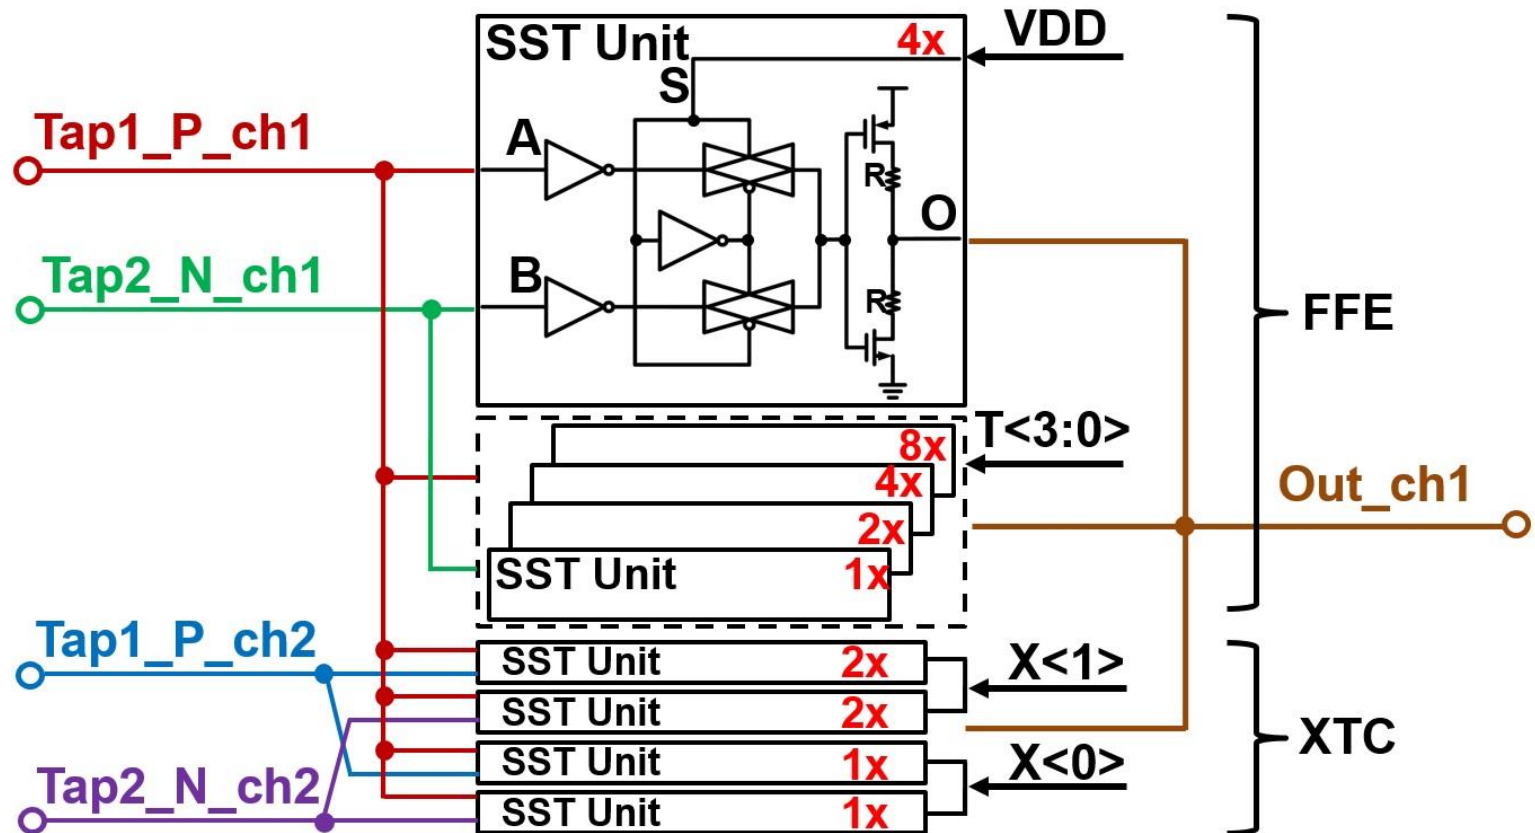 SST Unit
4x
VDD
S
Tap1_P_ch1
A
R
O
Tap2_N_ch1
B
R
FFE
T<3:0>
8x
4x
2x
SST Unit
1x
Out_ch1
Tap1_P_ch2
SST Unit
2x
X<1>
SST Unit
2x
XTC
SST Unit
1x
X<0>
Tap2_N_ch2
SST Unit
1x